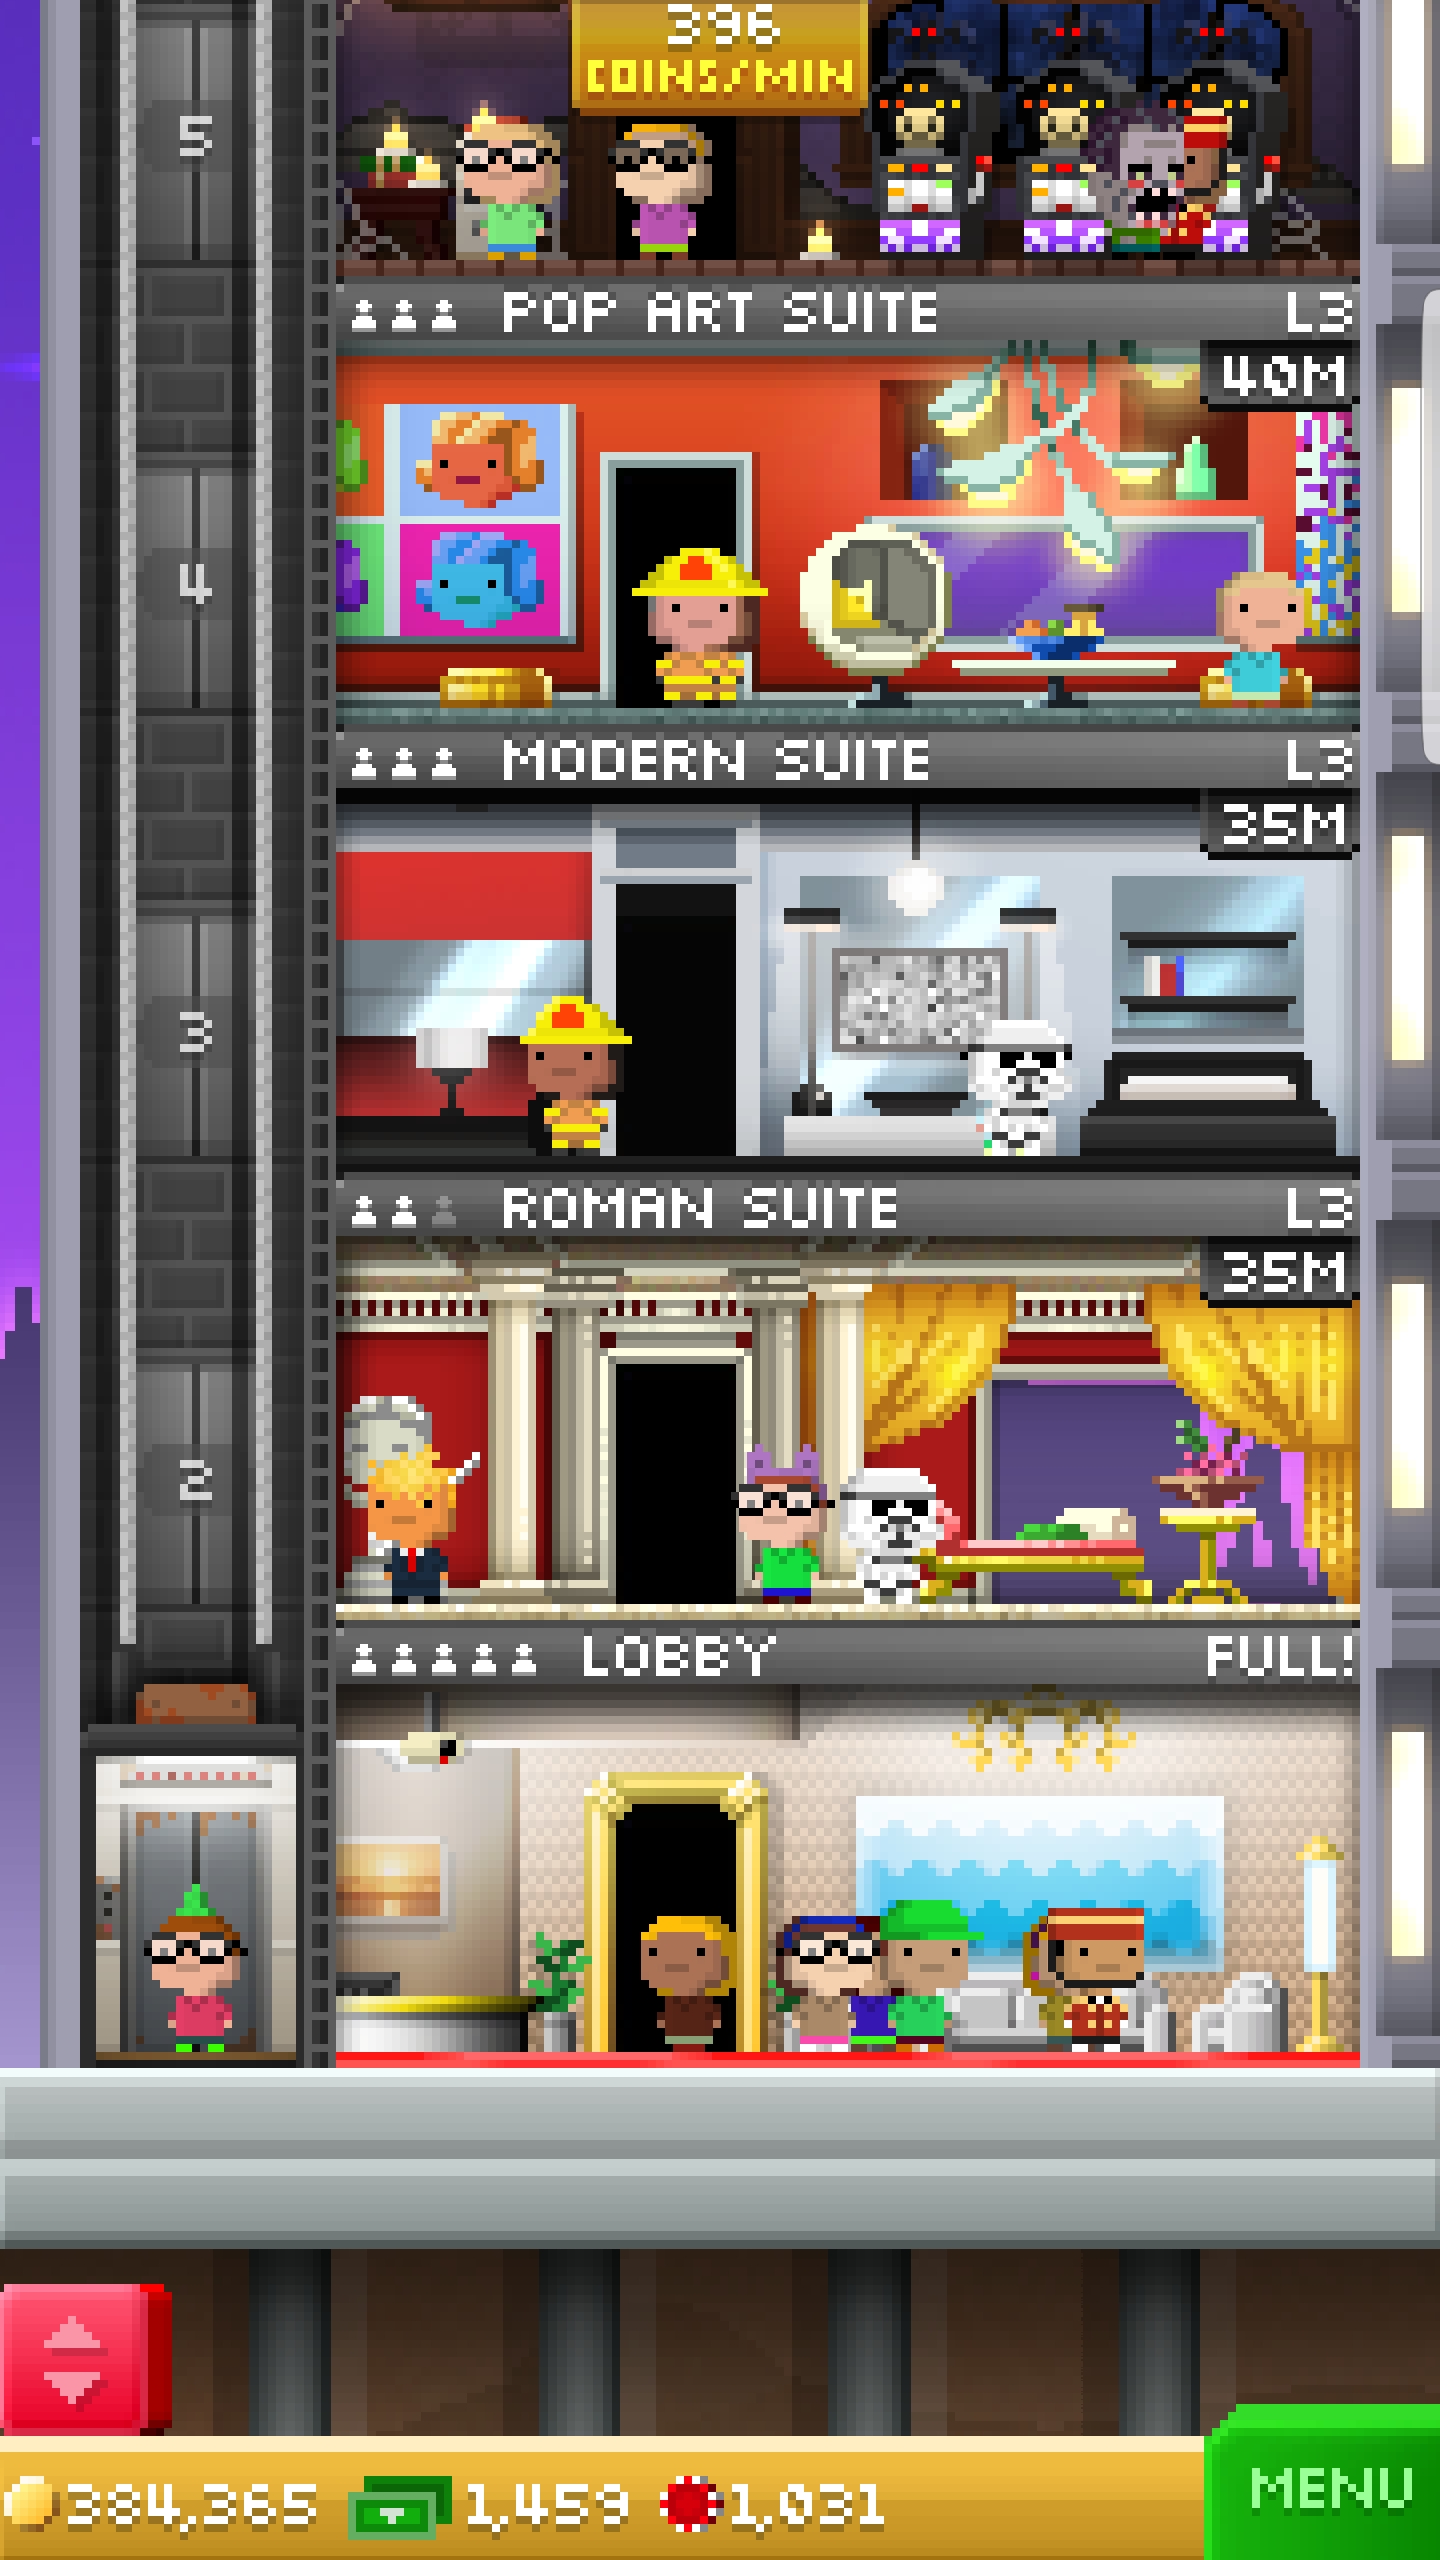 396
COINS/MIN
5
POP ART SUITE L3
40M
4
MODERN SUITE L3
35M
3
ROMAN SUITE L3
35M
2
LOBBY FULL!
384,365 1,459 1,031
MENU